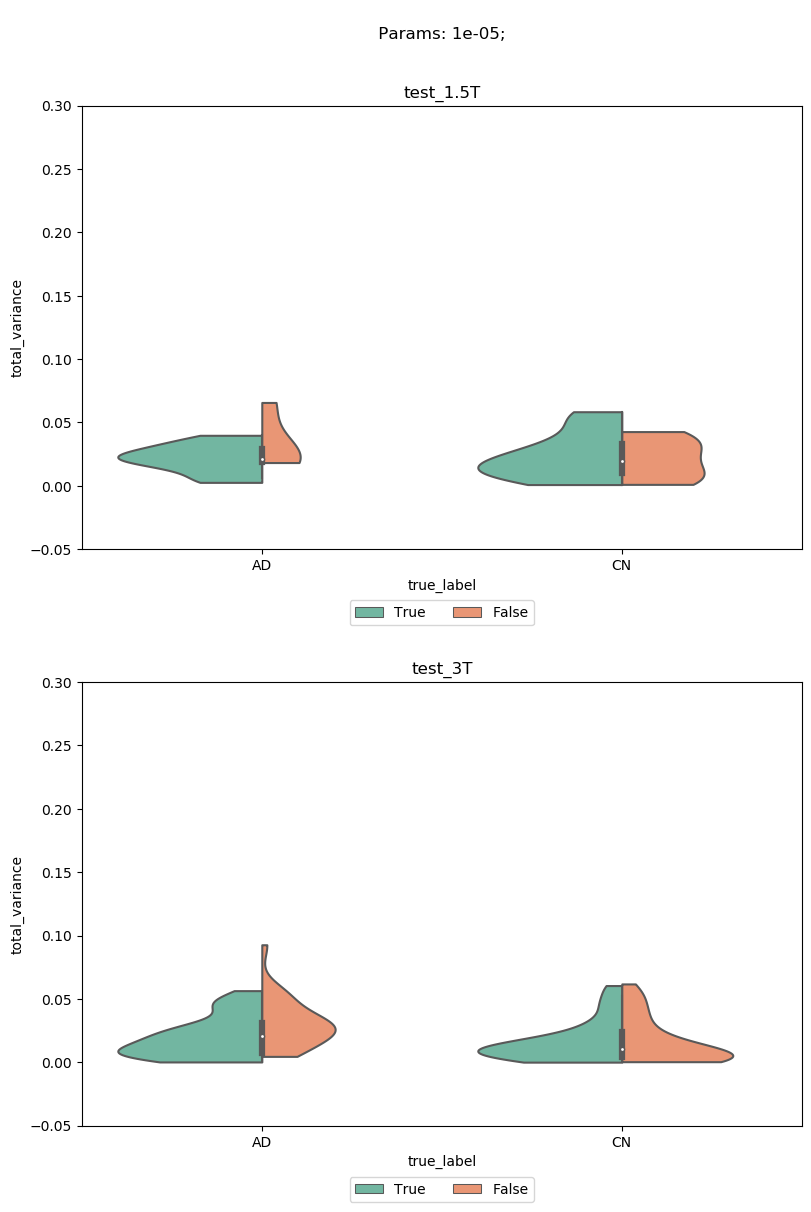 Params: 1e-05;
test_1.5T
0.30
0.25
0.20
0.15
0.10
0.05
0.00
−0.05
total_variance
AD CN
true_label
True False
test_3T
0.30
0.25
0.20
0.15
0.10
0.05
0.00
−0.05
total_variance
AD CN
true_label
True False